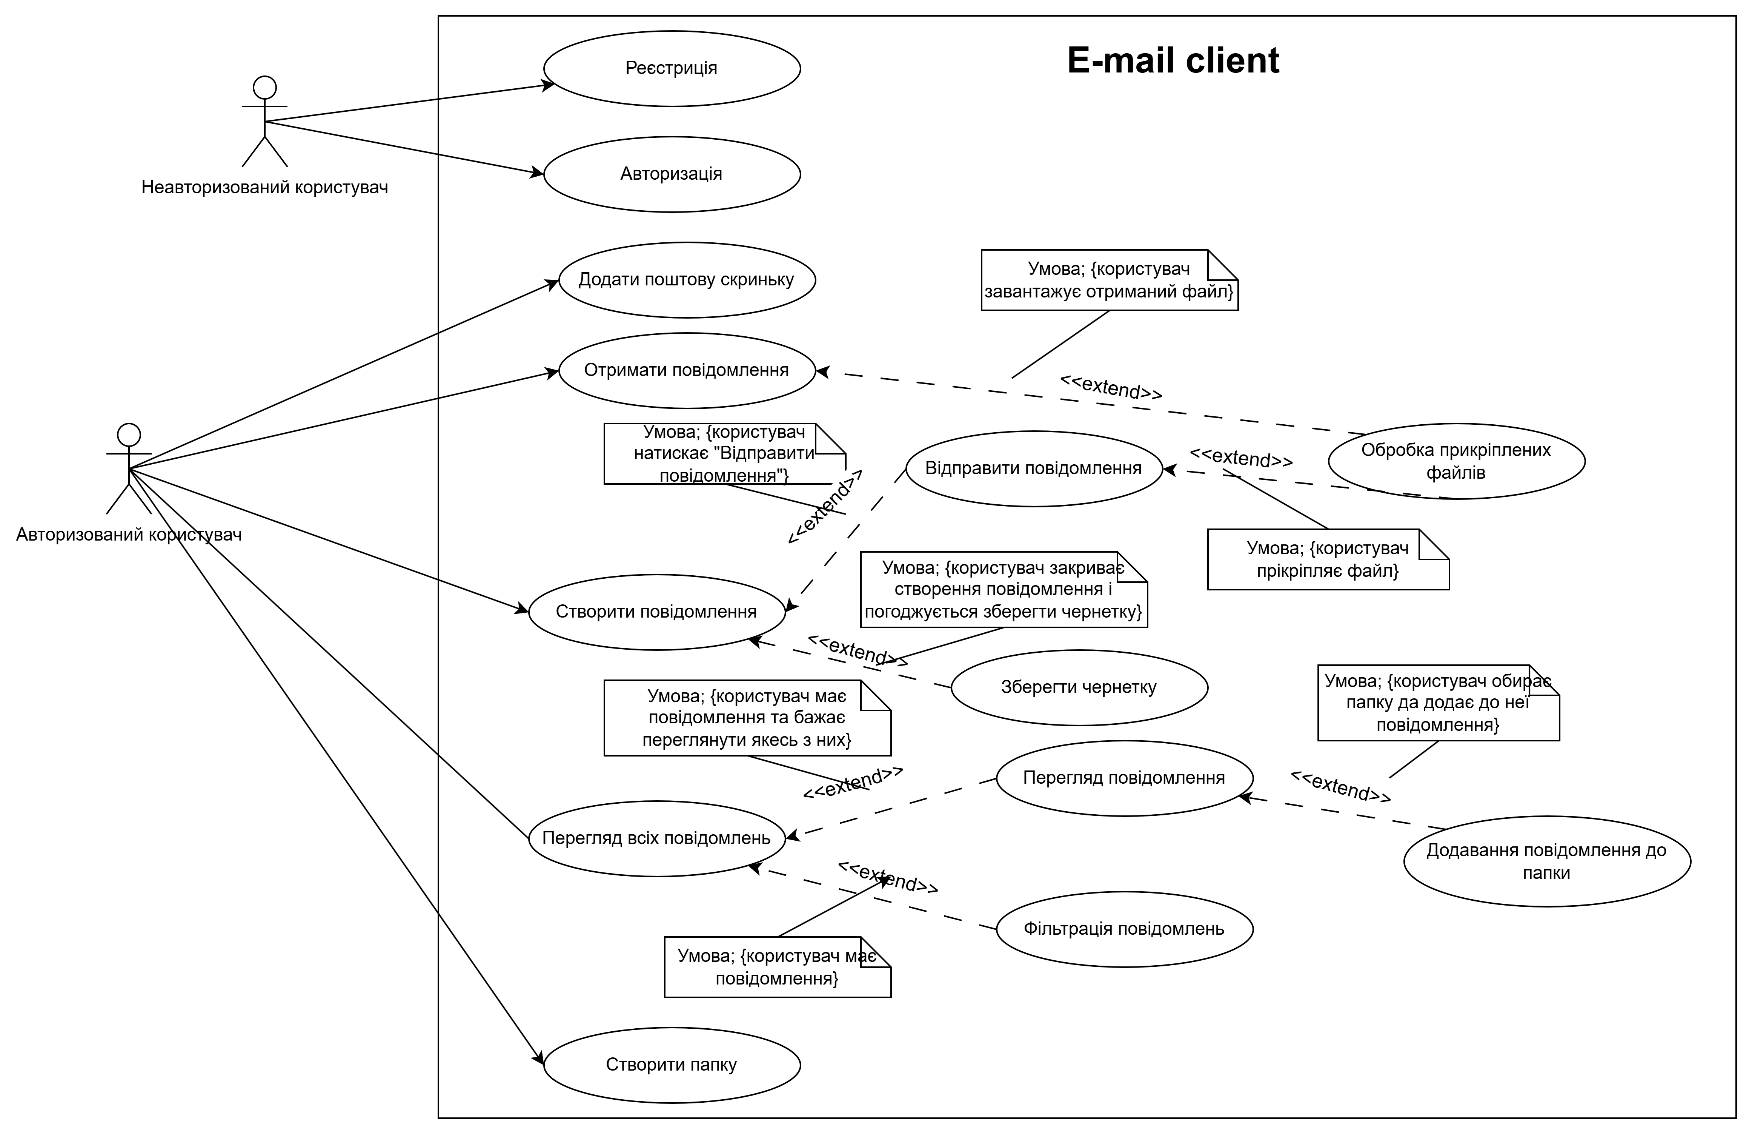 E-mail client
Реєстриція
Неавторизований користувач
Авторизація
Додати поштову скриньку
Умова; {користувач
завантажує отриманий файл}
Отримати повідомлення
<<extend>>
Умова; {користувач
натискає "Відправити
повідомлення"}
Відправити повідомлення
<<extend>>
Обробка прикріплених
файлів
<<extend>>
Авторизований користувач
Умова; {користувач
прікріпляє файл}
Умова; {користувач закриває
створення повідомлення і
погоджується зберегти чернетку}
Створити повідомлення
<<extend>>
Зберегти чернетку
Умова; {користувач має
повідомлення та бажає
переглянути якесь з них}
Умова; {користувач обирає
папку да додає до неї
повідомлення}
<<extend>>
Перегляд повідомлення
<<extend>>
Перегляд всіх повідомлень
Додавання повідомлення до
папки
<<extend>>
Фільтрація повідомлень
Умова; {користувач має
повідомлення}
Створити папку